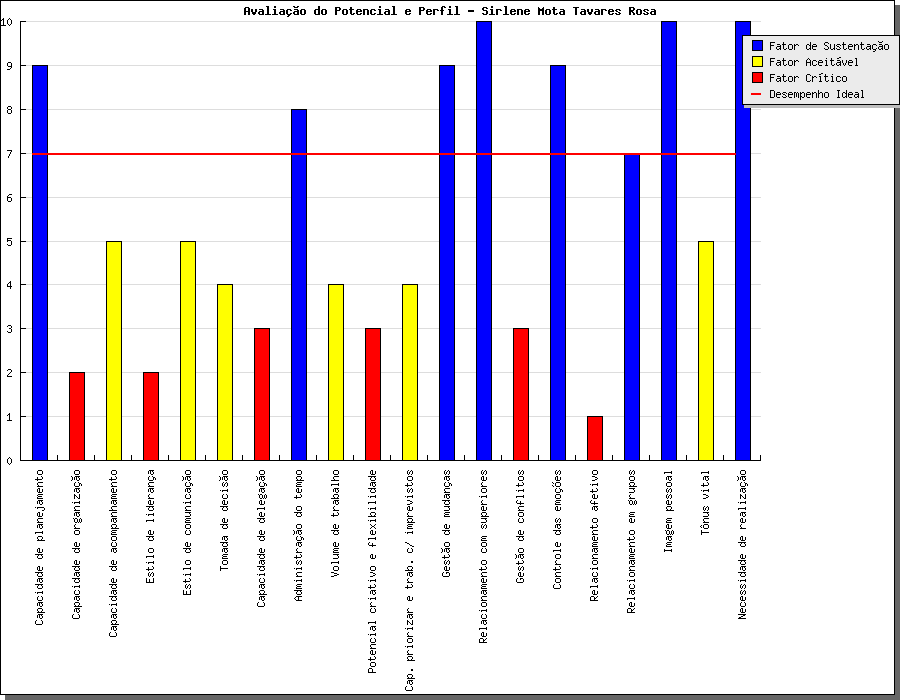 Avaliação do Potencial e Perfil - Sirlene Mota Tavares Rosa
Fator de Sustentação
Fator Aceitável
Fator Crítico
Desempenho Ideal
10
9
8
7
6
5
4
3
2
1
0
Capacidade de planejamento
Capacidade de organização
Capacidade de acompanhamento
Estilo de liderança
Estilo de comunicação
Tomada de decisão
Capacidade de delegação
Administração do tempo
Volume de trabalho
Potencial criativo e flexibilidade
Cap. priorizar e trab. c/ imprevistos
Gestão de mudanças
Relacionamento com superiores
Gestão de conflitos
Controle das emoções
Relacionamento afetivo
Relacionamento em grupos
Imagem pessoal
Tônus vital
Necessidade de realização